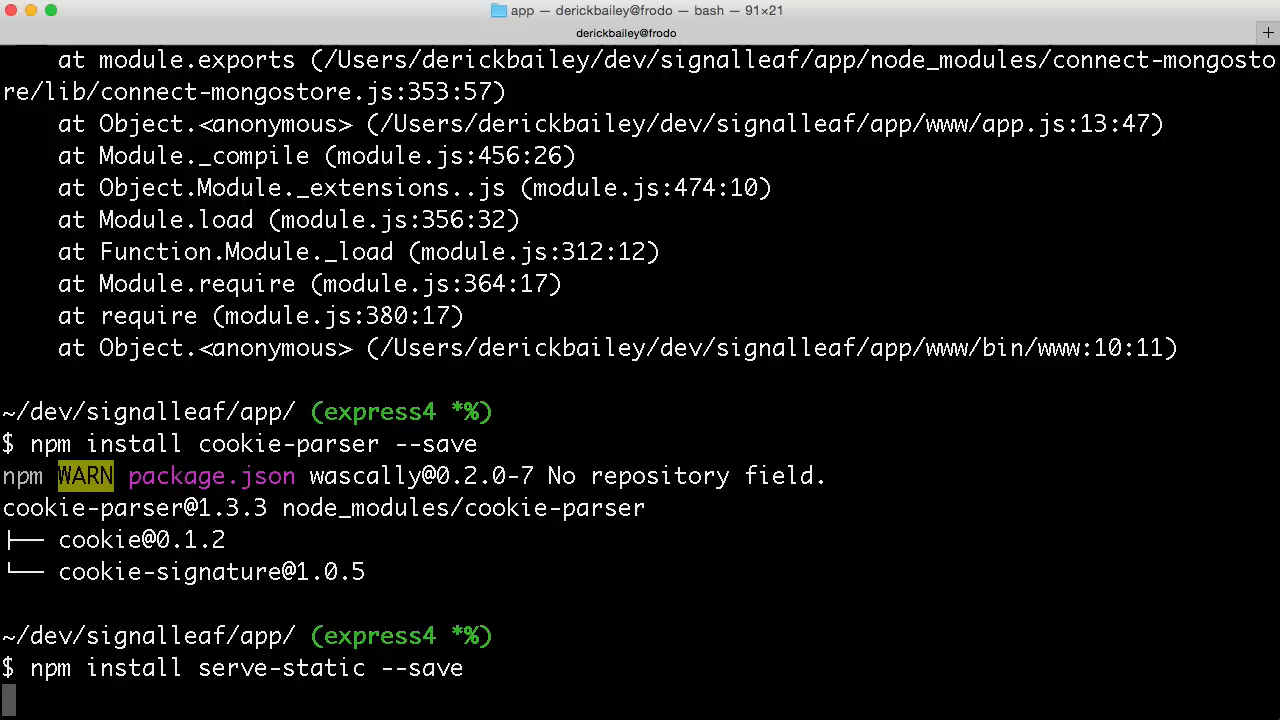 app — derickbailey@frodo — bash — 91×21
derickbailey@frodo
+
    at module.exports (/Users/derickbailey/dev/signalleaf/app/node_modules/connect-mongosto
re/lib/connect-mongostore.js:353:57)
    at Object.<anonymous> (/Users/derickbailey/dev/signalleaf/app/www/app.js:13:47)
    at Module._compile (module.js:456:26)
    at Object.Module._extensions..js (module.js:474:10)
    at Module.load (module.js:356:32)
    at Function.Module._load (module.js:312:12)
    at Module.require (module.js:364:17)
    at require (module.js:380:17)
    at Object.<anonymous> (/Users/derickbailey/dev/signalleaf/app/www/bin/www:10:11)
~/dev/signalleaf/app/ (express4 *%)
$ npm install cookie-parser --save
npm WARN package.json wascally@0.2.0-7 No repository field.
cookie-parser@1.3.3 node_modules/cookie-parser
├── cookie@0.1.2
└── cookie-signature@1.0.5
~/dev/signalleaf/app/ (express4 *%)
$ npm install serve-static --save